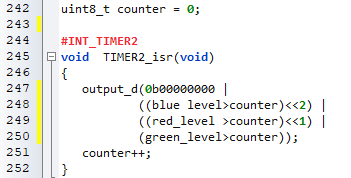 242 uint8_t counter = 0;
243
244 #INT_TIMER2
245 void TIMER2_isr(void)
246 {
247 output_d(0b00000000 |
248 ((blue level>counter)<<2) |
249 ((red_level >counter)<<1) |
250 (green_level>counter));
251 counter++;
252 }